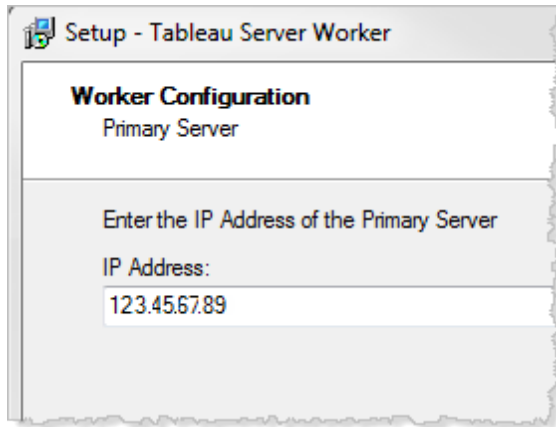 Setup - Tableau Server Worker
Worker Configuration
Primary Server
Enter the IP Address of the Primary Server
IP Address:
123.45.67.89